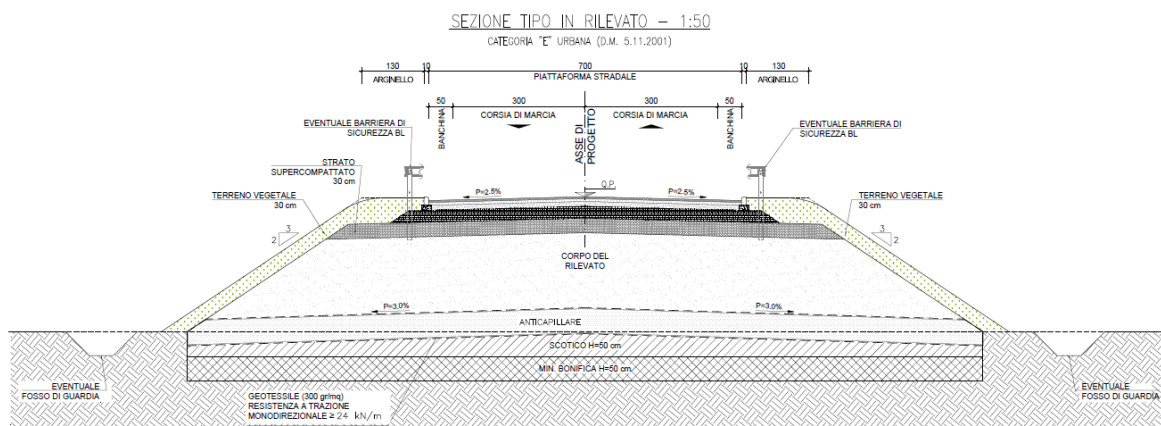 SEZIONE TIPO IN RILEVATO – 1:50
CATEGORIA "E" URBANA (D.M. 5.11.2001)
130 10 700 10 130
ARGINELLO PIATTAFORMA STRADALE ARGINELLO
50 300 300 50
BANCHINA CORSIA DI MARCIA CORSIA DI MARCIA BANCHINA
ASSE DI
PROGETTO
EVENTUALE BARRIERA DI
SICUREZZA BL
EVENTUALE BARRIERA DI
SICUREZZA BL
STRATO
SUPERCOMPATTATO
30 cm
TERRENO VEGETALE
30 cm
P=2.5% Q.P. P=2.5%
TERRENO VEGETALE
30 cm
3
2
3
2
CORPO DEL
RILEVATO
P=3.0% P=3.0%
ANTICAPILLARE
SCOTICO H=50 cm
MIN. BONIFICA H=50 cm
EVENTUALE
FOSSO DI GUARDIA
EVENTUALE
FOSSO DI GUARDIA
GEOTESSILE (300 gr/mq)
RESISTENZA A TRAZIONE
MONODIREZIONALE ≥ 24 kN/m